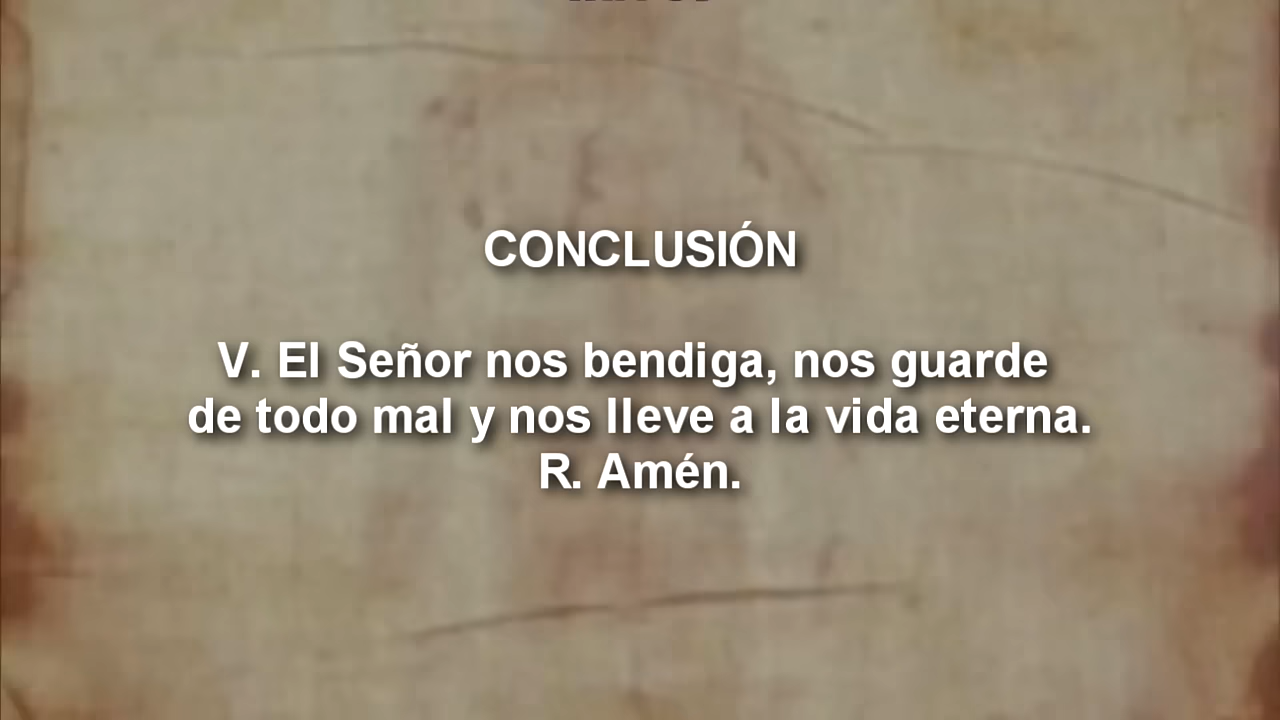 CONCLUSIÓN
V. El Señor nos bendiga, nos guarde
de todo mal y nos lleve a la vida eterna.
R. Amén.